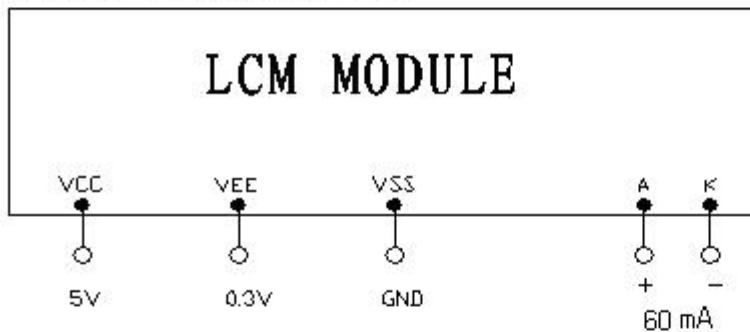 LCM MODULE
VCC VEE VSS A K
5V 0.3V GND + −
60 mA